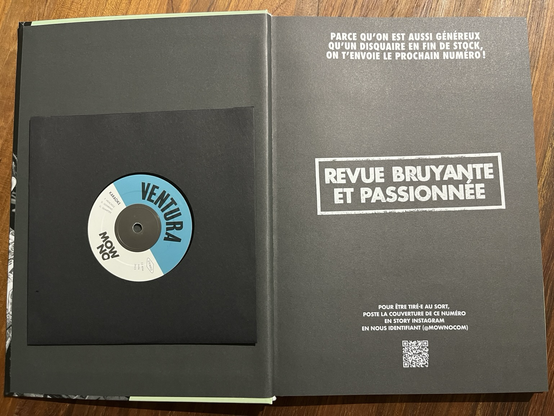 VENTURA
MOW
NO
PARCE QU'ON EST AUSSI GÉNÉREUX
QU'UN DISQUAIRE EN FIN DE STOCK,
ON T'ENVOIE LE PROCHAIN NUMÉRO !
REVUE BRUYANTE
ET PASSIONNÉE
POUR ÊTRE TIRÉ·E AU SORT,
POSTE LA COUVERTURE DE CE NUMÉRO
EN STORY INSTAGRAM
EN NOUS IDENTIFIANT (@MOWNOCOM)